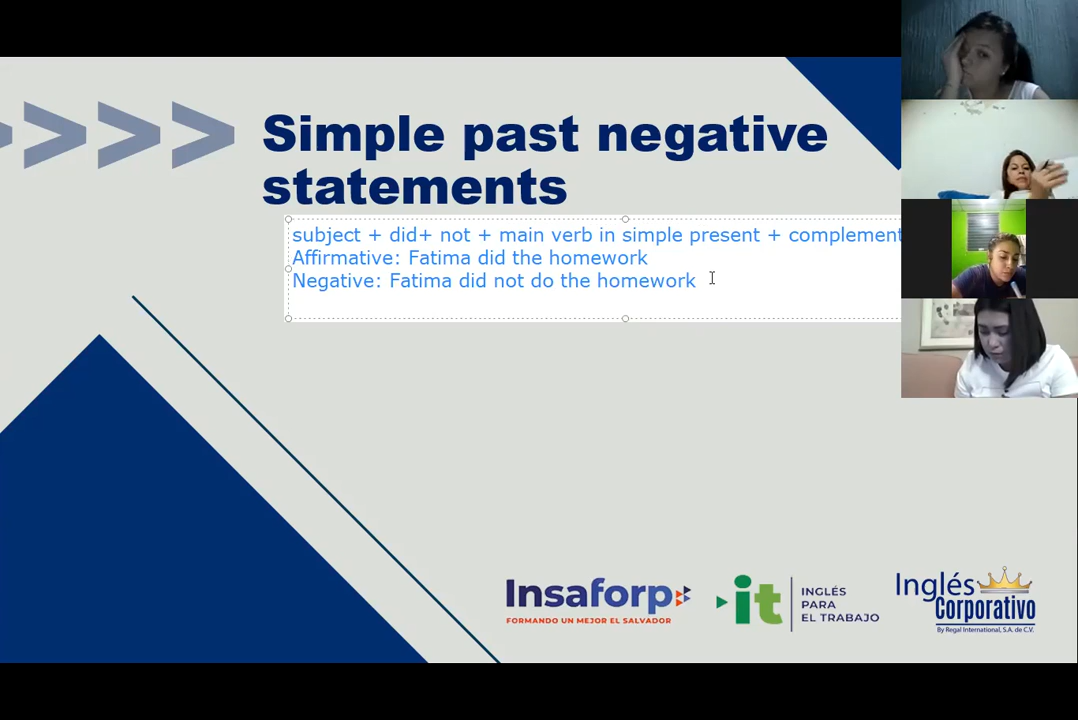 Simple past negative
statements
subject + did+ not + main verb in simple present + complement
Affirmative: Fatima did the homework
Negative: Fatima did not do the homework
Insaforp
FORMANDO UN MEJOR EL SALVADOR
it
INGLÉS
PARA
EL TRABAJO
Inglés
Corporativo
By Regal International, S.A. de C.V.